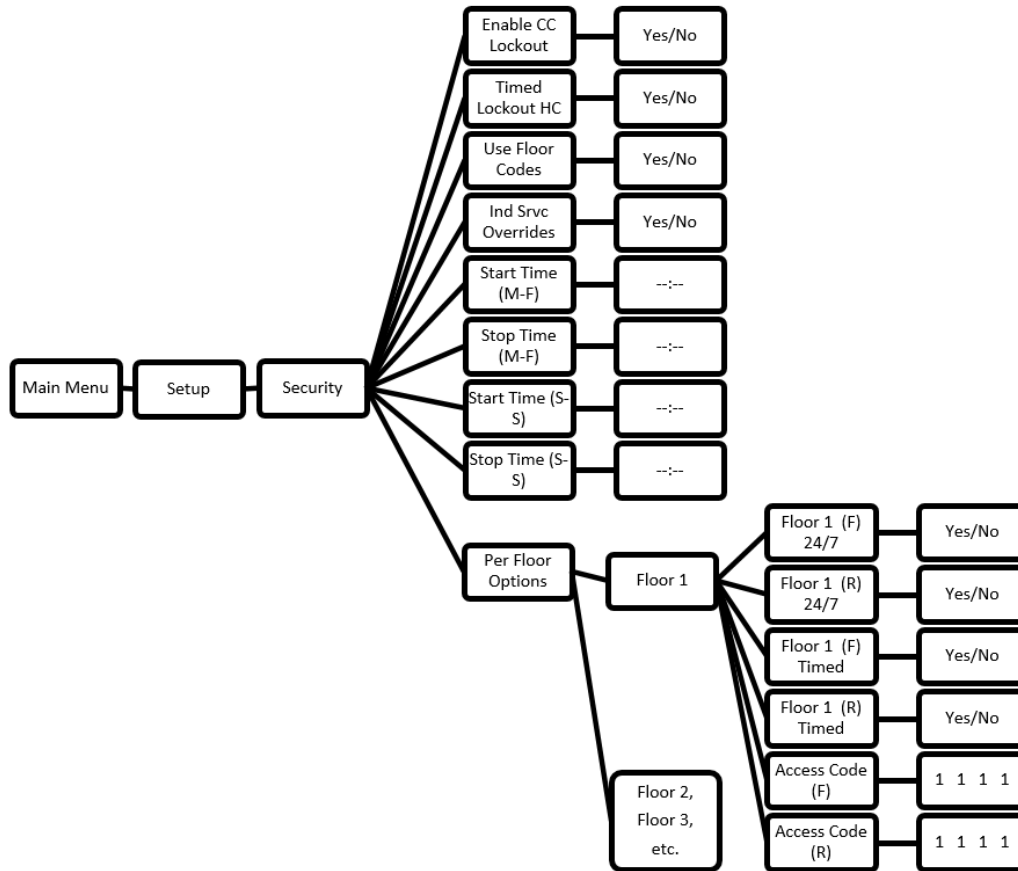 Enable CC
Lockout
Yes/No
Timed
Lockout HC
Yes/No
Use Floor
Codes
Yes/No
Ind Srvc
Overrides
Yes/No
Start Time
(M-F)
--:--
Stop Time
(M-F)
--:--
Main Menu
Setup
Security
Start Time (S-
S)
--:--
Stop Time (S-
S)
--:--
Per Floor
Options
Floor 1
Floor 1 (F)
24/7
Yes/No
Floor 1 (R)
24/7
Yes/No
Floor 1 (F)
Timed
Yes/No
Floor 1 (R)
Timed
Yes/No
Access Code
(F)
1 1 1 1
Access Code
(R)
1 1 1 1
Floor 2,
Floor 3,
etc.